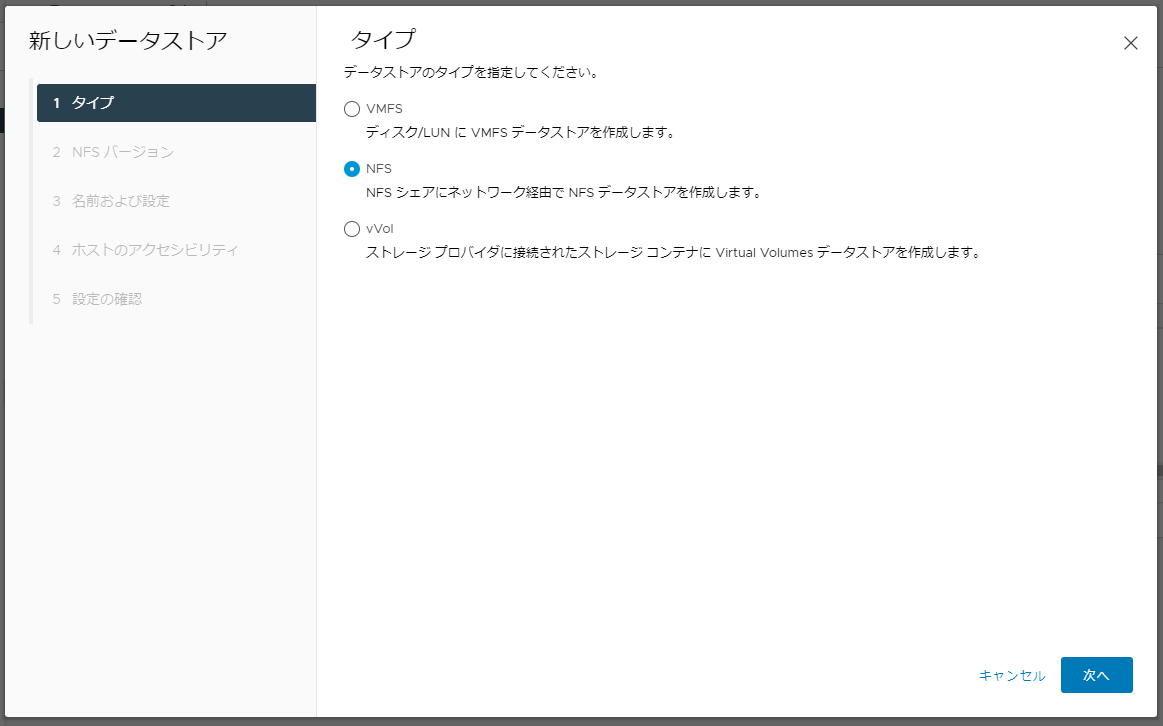 新しいデータストア
1 タイプ
2 NFS バージョン
3 名前および設定
4 ホストのアクセシビリティ
5 設定の確認
タイプ
データストアのタイプを指定してください。
VMFS
ディスク/LUN に VMFS データストアを作成します。
NFS
NFS シェアにネットワーク経由で NFS データストアを作成します。
vVol
ストレージ プロバイダに接続されたストレージ コンテナに Virtual Volumes データストアを作成します。
キャンセル
次へ